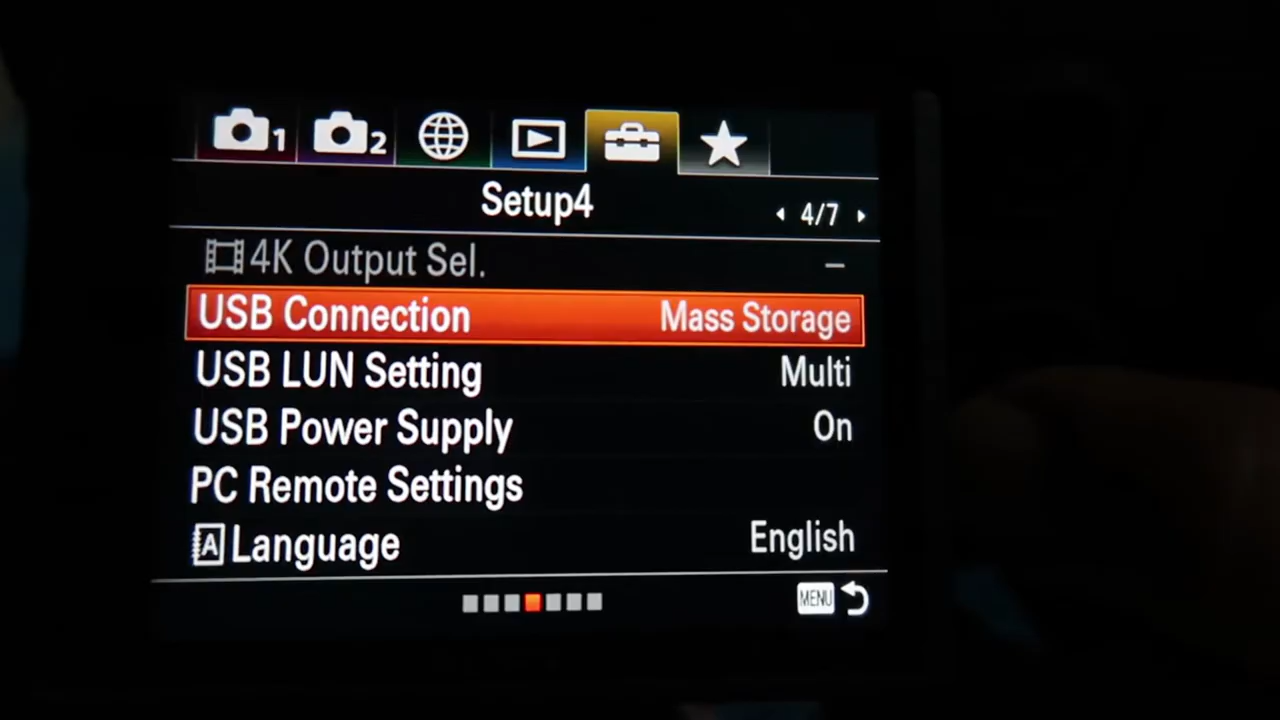 1 2
Setup4
4/7
4K Output Sel. –
USB Connection Mass Storage
USB LUN Setting Multi
USB Power Supply On
PC Remote Settings
A Language English
MENU